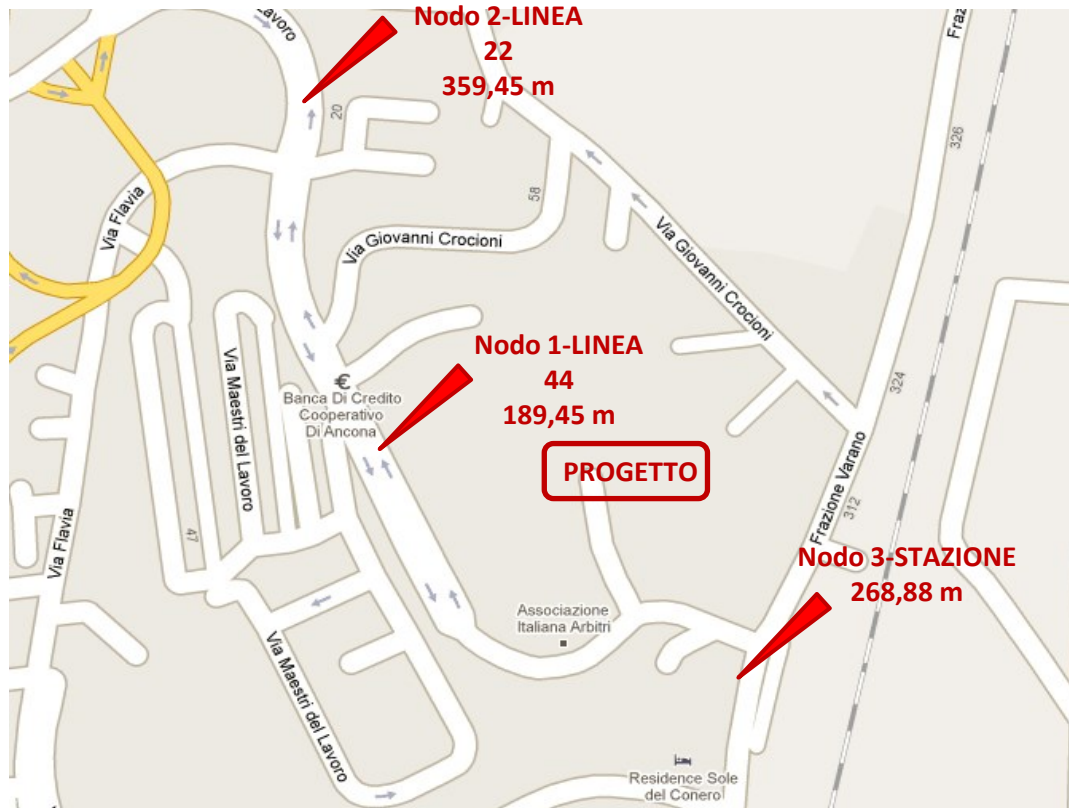 Nodo 2-LINEA
22
359,45 m
Via Flavia
20
58
Via Giovanni Crocioni
Via Giovanni Crocioni
326
324
Nodo 1-LINEA
44
189,45 m
Via Maestri del Lavoro
Banca Di Credito
Cooperativo
Di Ancona
PROGETTO
Frazione Varano
312
47
Via Flavia
Nodo 3-STAZIONE
268,88 m
Associazione
Italiana Arbitri
Via Maestri del Lavoro
Residence Sole
del Conero